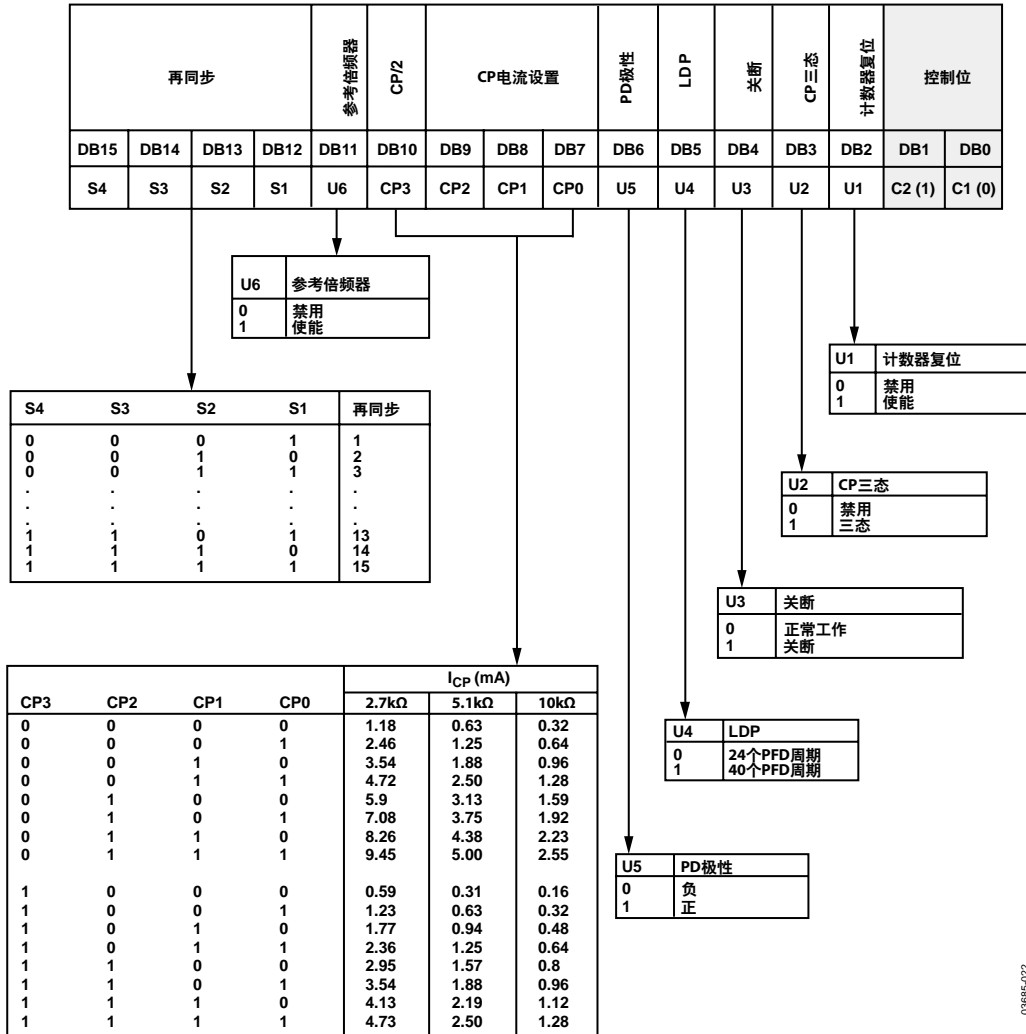 再同步 参考倍频器 CP/2 CP电流设置 PD极性 LDP 关断 CP三态 计数器复位 控制位
DB15 DB14 DB13 DB12 DB11 DB10 DB9 DB8 DB7 DB6 DB5 DB4 DB3 DB2 DB1 DB0
S4 S3 S2 S1 U6 CP3 CP2 CP1 CP0 U5 U4 U3 U2 U1 C2 (1) C1 (0)
U6 参考倍频器
0 禁用
1 使能
U1 计数器复位
0 禁用
1 使能
S4 S3 S2 S1 再同步
0 0 0 1 1
0 0 1 0 2
0 0 1 1 3
. . . . .
. . . . .
. . . . .
1 1 0 1 13
1 1 1 0 14
1 1 1 1 15
U2 CP三态
0 禁用
1 三态
U3 关断
0 正常工作
1 关断
ICP (mA)
CP3 CP2 CP1 CP0 2.7kΩ 5.1kΩ 10kΩ
0 0 0 0 1.18 0.63 0.32
0 0 0 1 2.46 1.25 0.64
0 0 1 0 3.54 1.88 0.96
0 0 1 1 4.72 2.50 1.28
0 1 0 0 5.9 3.13 1.59
0 1 0 1 7.08 3.75 1.92
0 1 1 0 8.26 4.38 2.23
0 1 1 1 9.45 5.00 2.55
1 0 0 0 0.59 0.31 0.16
1 0 0 1 1.23 0.63 0.32
1 0 1 0 1.77 0.94 0.48
1 0 1 1 2.36 1.25 0.64
1 1 0 0 2.95 1.57 0.8
1 1 0 1 3.54 1.88 0.96
1 1 1 0 4.13 2.19 1.12
1 1 1 1 4.73 2.50 1.28
U4 LDP
0 24个PFD周期
1 40个PFD周期
U5 PD极性
0 负
1 正
03685-022